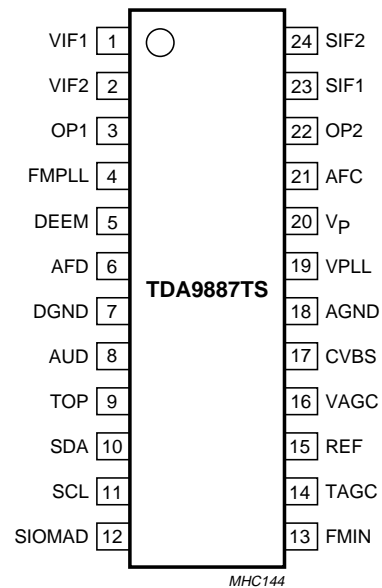 VIF1 1 24 SIF2
VIF2 2 23 SIF1
OP1 3 22 OP2
FMPLL 4 21 AFC
DEEM 5 20 VP
AFD 6 19 VPLL
TDA9887TS
DGND 7 18 AGND
AUD 8 17 CVBS
TOP 9 16 VAGC
SDA 10 15 REF
SCL 11 14 TAGC
SIOMAD 12 13 FMIN
MHC144